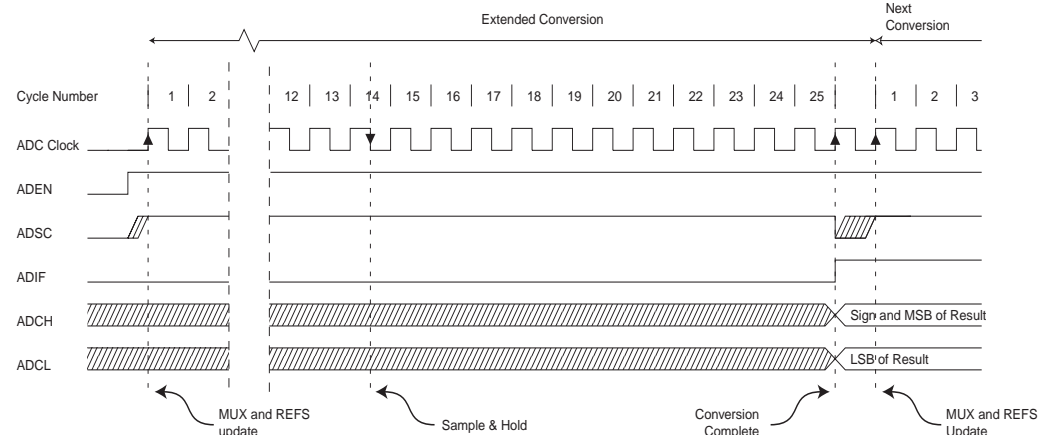 Extended Conversion
Next
Conversion
Cycle Number 1 2 12 13 14 15 16 17 18 19 20 21 22 23 24 25 1 2 3
ADC Clock
ADEN
ADSC
ADIF
ADCH Sign and MSB of Result
ADCL LSB of Result
MUX and REFS
update
Sample & Hold
Conversion
Complete
MUX and REFS
Update